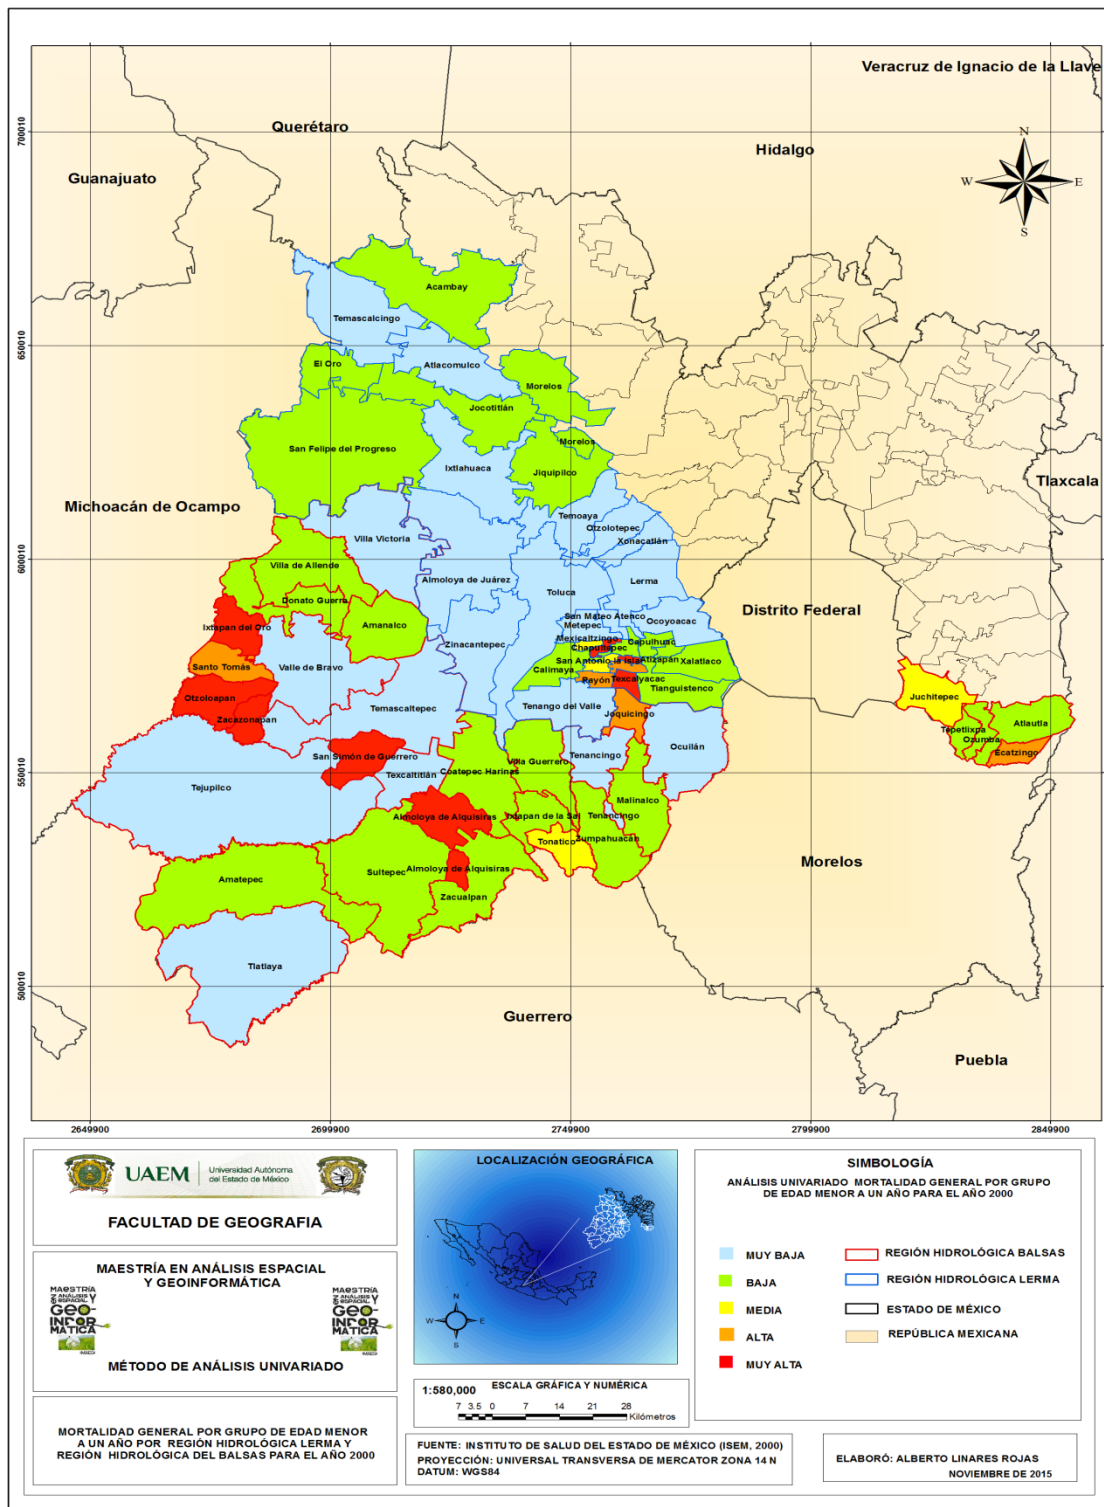 Veracruz de Ignacio de la Llave
Querétaro
Hidalgo
Guanajuato
N
W E
S
Acambay
Temascalcingo
El Oro
Atlacomulco
Morelos
Jocotitlán
San Felipe del Progreso
Morelos
Ixtlahuaca
Jiquipilco
Tlaxcala
Michoacán de Ocampo
Temoaya
Otzolotepec
Xonacatlán
Villa Victoria
Villa de Allende
Almoloya de Juárez
Lerma
Toluca
Donato Guerra
Distrito Federal
Ixtapan del Oro
Amanalco
San Mateo Atenco
Metepec
Ocoyoacac
Zinacantepec
Mexicaltzingo
Chapultepec
Capulhuac
Santo Tomás
Valle de Bravo
San Antonio la Isla
Atizapán
Xalatlaco
Calimaya
Otzoloapan
Rayón
Texcalyacac
Tianguistenco
Juchitepec
Zacazonapan
Temascaltepec
Tenango del Valle
Joquicingo
Tepetlixpa
Atlautla
Ozumba
Ecatzingo
San Simón de Guerrero
Texcaltitlán
Coatepec Harinas
Villa Guerrero
Tenancingo
Ocuilán
Tejupilco
Malinalco
Almoloya de Alquisiras
Ixtapan de la Sal
Tenancingo
Tonatico
Zumpahuacán
Morelos
Amatepec
Sultepec
Almoloya de Alquisiras
Zacualpan
Tlatlaya
Guerrero
Puebla
700010
650010
600010
550010
500010
2649900 2699900 2749900 2799900 2849900
UAEM
Universidad Autónoma
del Estado de México
FACULTAD DE GEOGRAFIA
MAESTRÍA EN ANÁLISIS ESPACIAL
Y GEOINFORMÁTICA
MÉTODO DE ANÁLISIS UNIVARIADO
MORTALIDAD GENERAL POR GRUPO DE EDAD MENOR
A UN AÑO POR REGIÓN HIDROLÓGICA LERMA Y
REGIÓN HIDROLÓGICA DEL BALSAS PARA EL AÑO 2000
LOCALIZACIÓN GEOGRÁFICA
N
W E
S
1:580,000
ESCALA GRÁFICA Y NUMÉRICA
7 3.5 0 7 14 21 28
Kilómetros
FUENTE: INSTITUTO DE SALUD DEL ESTADO DE MÉXICO (ISEM, 2000)
PROYECCIÓN: UNIVERSAL TRANSVERSA DE MERCATOR ZONA 14 N
DATUM: WGS84
SIMBOLOGÍA
ANÁLISIS UNIVARIADO MORTALIDAD GENERAL POR GRUPO
DE EDAD MENOR A UN AÑO PARA EL AÑO 2000
MUY BAJA
BAJA
MEDIA
ALTA
MUY ALTA
REGIÓN HIDROLÓGICA BALSAS
REGIÓN HIDROLÓGICA LERMA
ESTADO DE MÉXICO
REPÚBLICA MEXICANA
ELABORÓ: ALBERTO LINARES ROJAS
NOVIEMBRE DE 2015